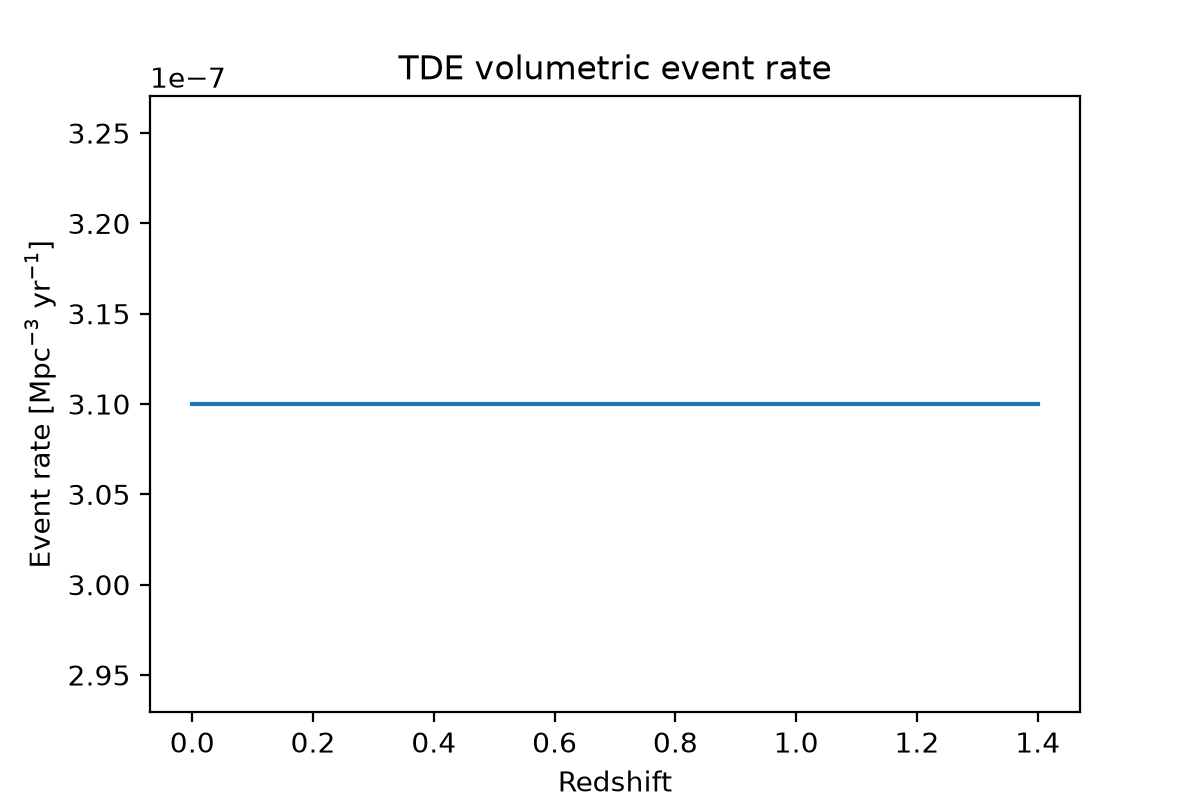 TDE volumetric event rate
1e−7
3.25
3.20
3.15
3.10
3.05
3.00
2.95
Event rate [Mpc⁻³ yr⁻¹]
0.0 0.2 0.4 0.6 0.8 1.0 1.2 1.4
Redshift